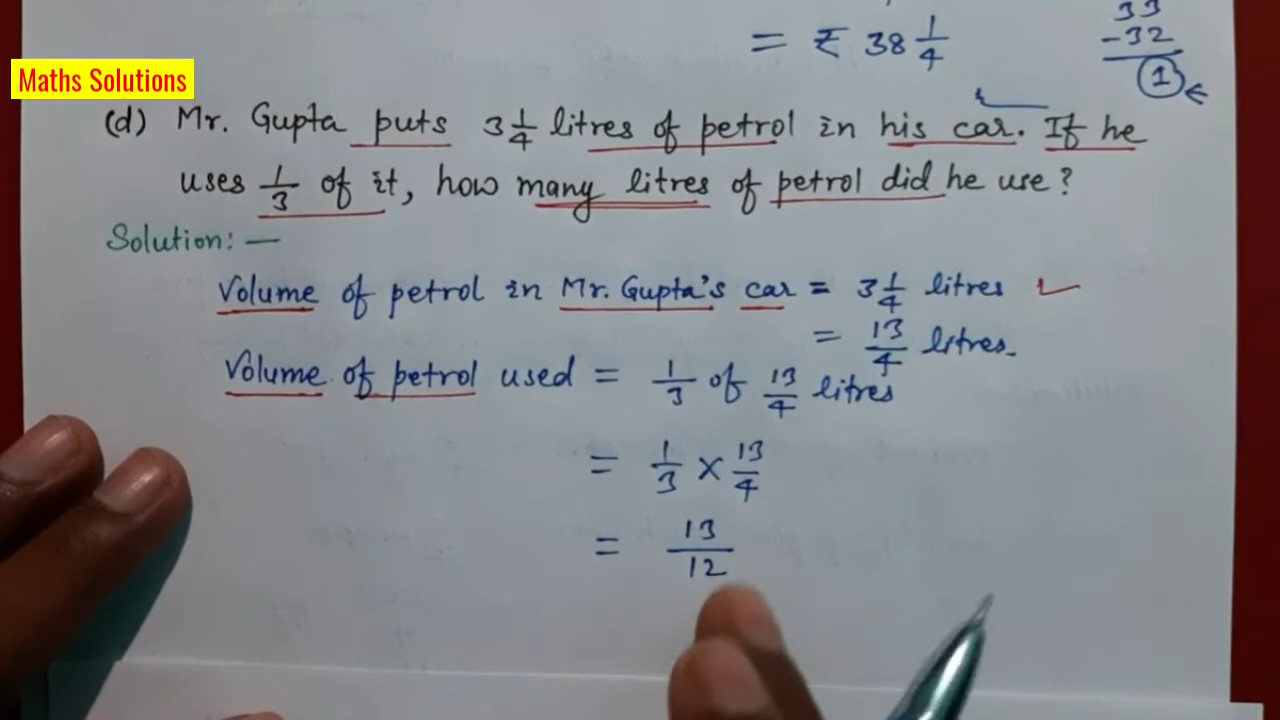 33
= ₹ 38 1/4 -32
1
Maths Solutions
(d) Mr. Gupta puts 3 1/4 litres of petrol in his car. If he
uses 1/3 of it, how many litres of petrol did he use?
Solution:—
Volume of petrol in Mr. Gupta's car = 3 1/4 litres
= 13/4 litres.
Volume of petrol used = 1/3 of 13/4 litres
= 1/3 × 13/4
= 13/12